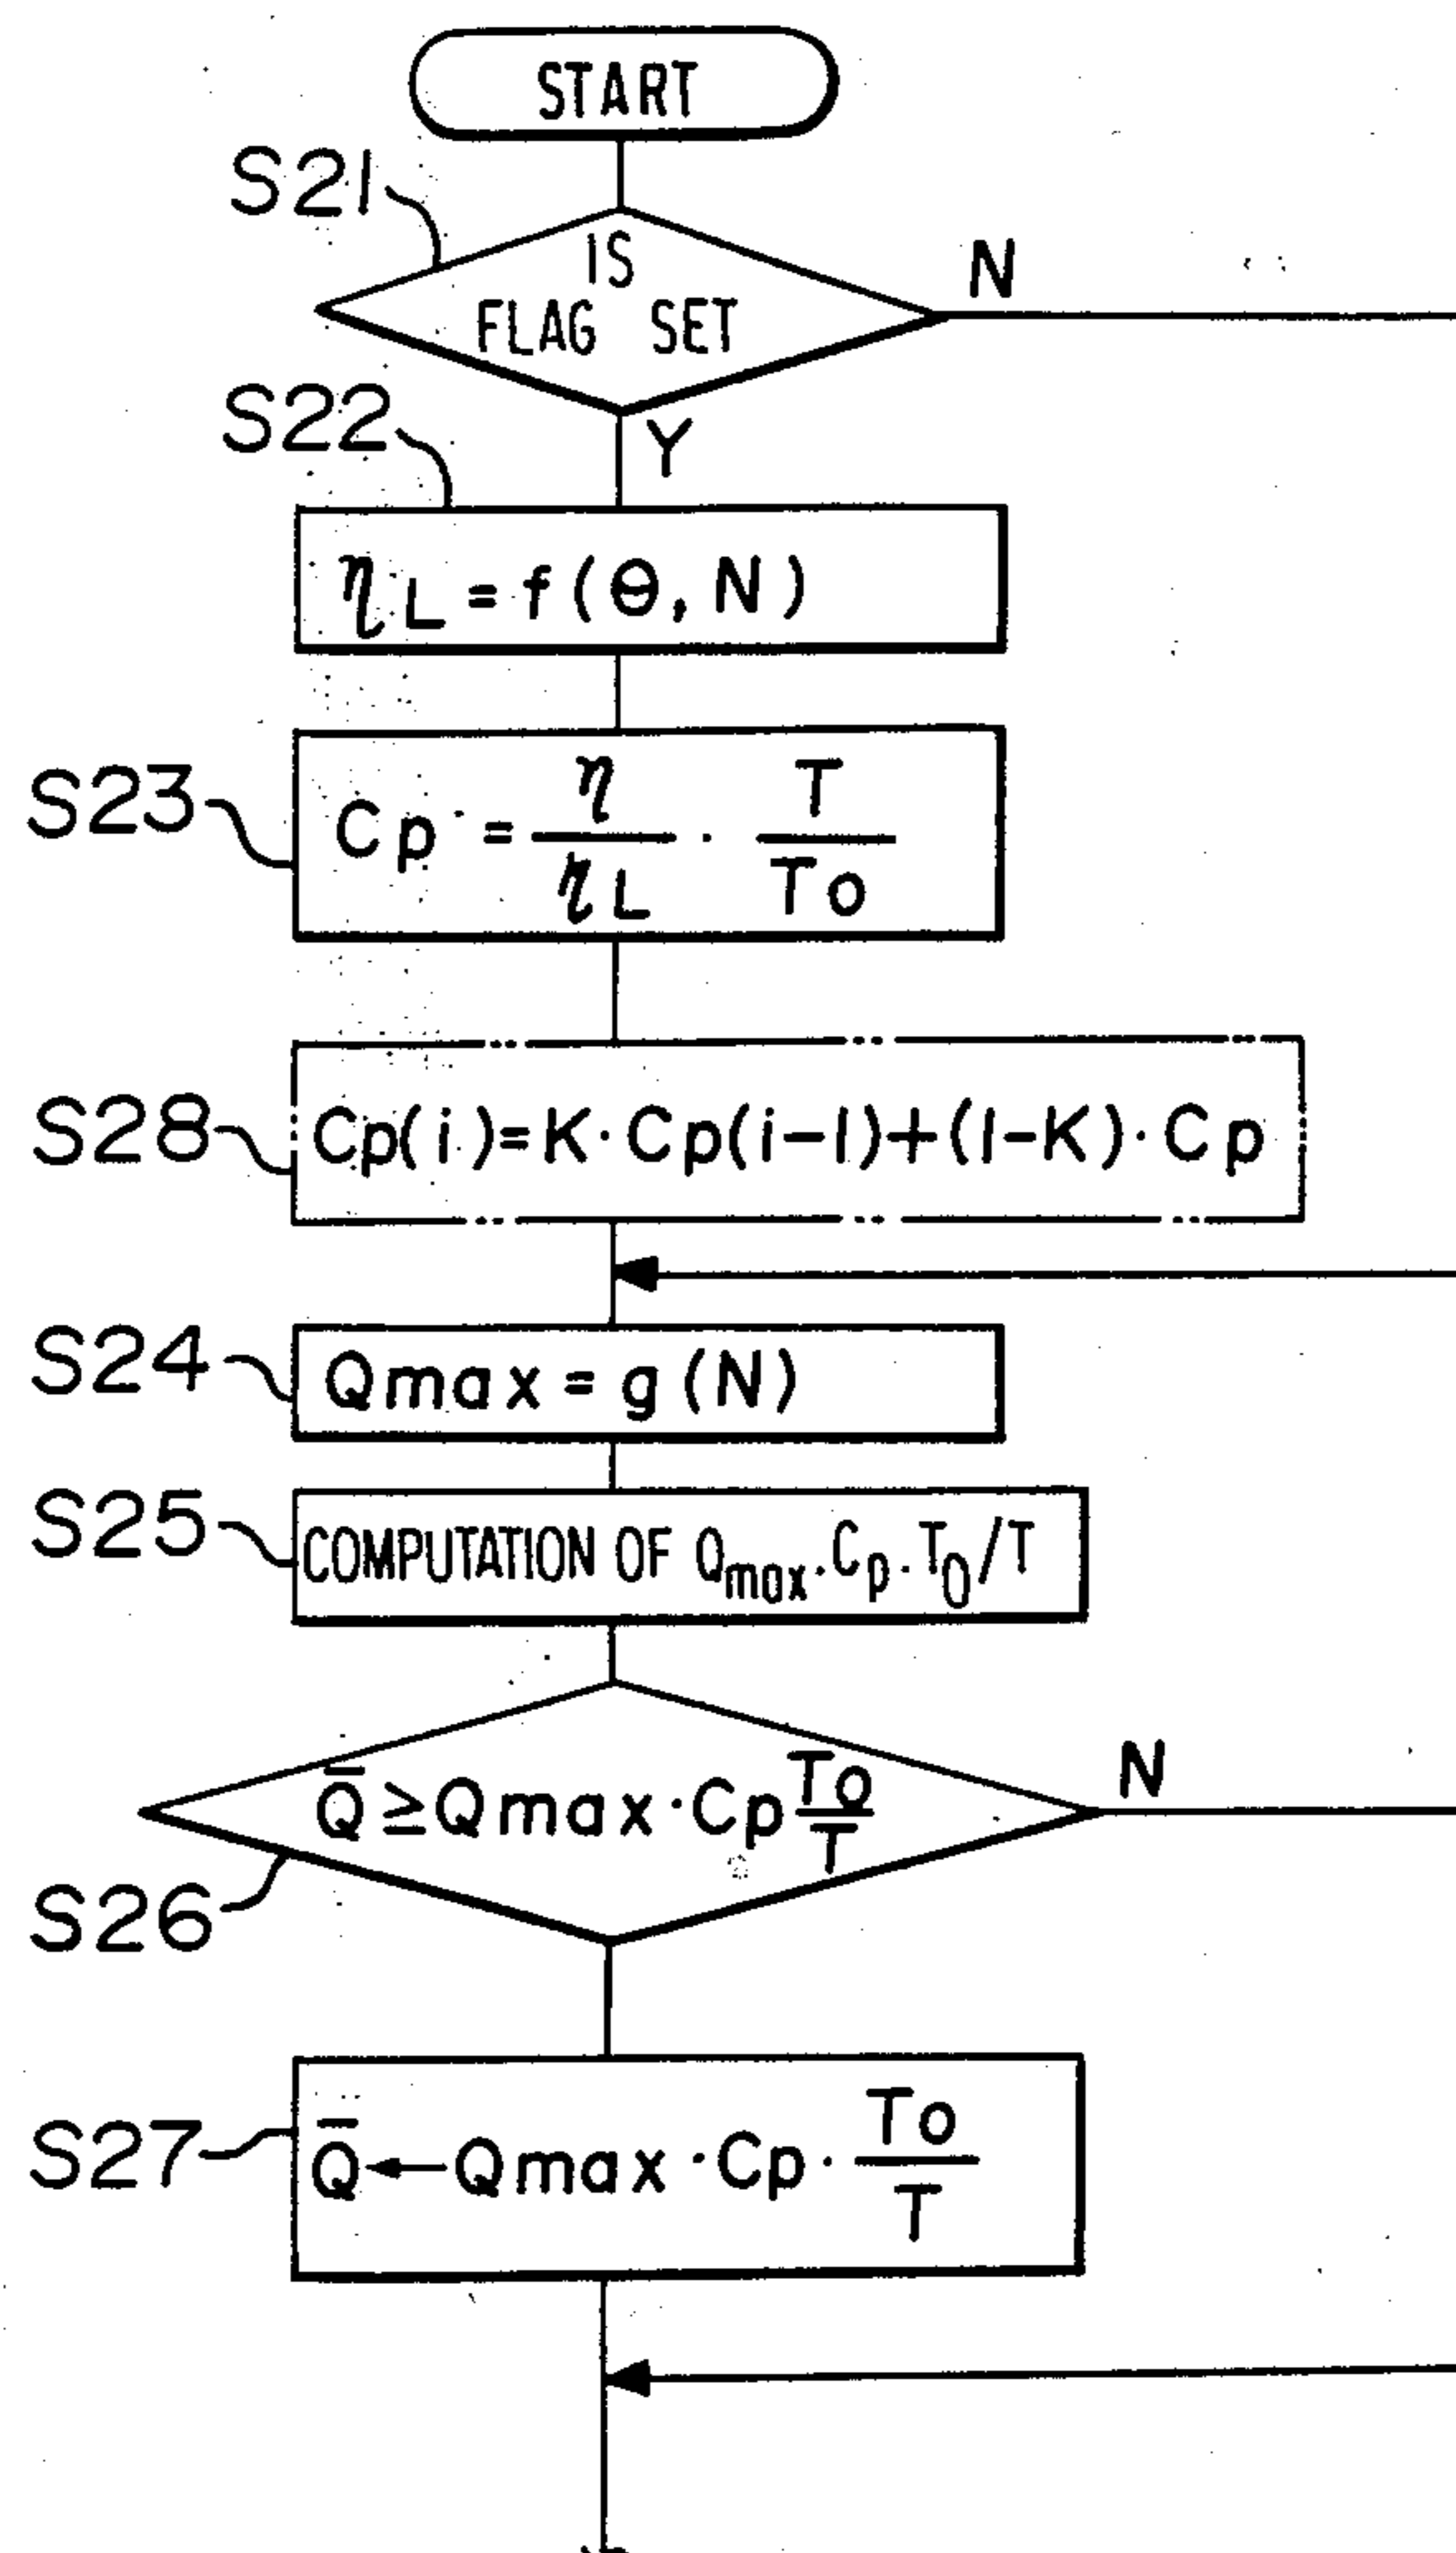 START
S21
IS
FLAG SET
N
S22
Y
ηL = f(θ, N)
S23
Cp = η/ηL · T/To
S28
Cp(i) = K·Cp(i-1)+(1-K)·Cp
S24
Qmax = g(N)
S25
COMPUTATION OF Qmax·Cp·T0/T
N
Q̄ ≥ Qmax·Cp To/T
S26
S27
Q̄ ← Qmax·Cp· To/T